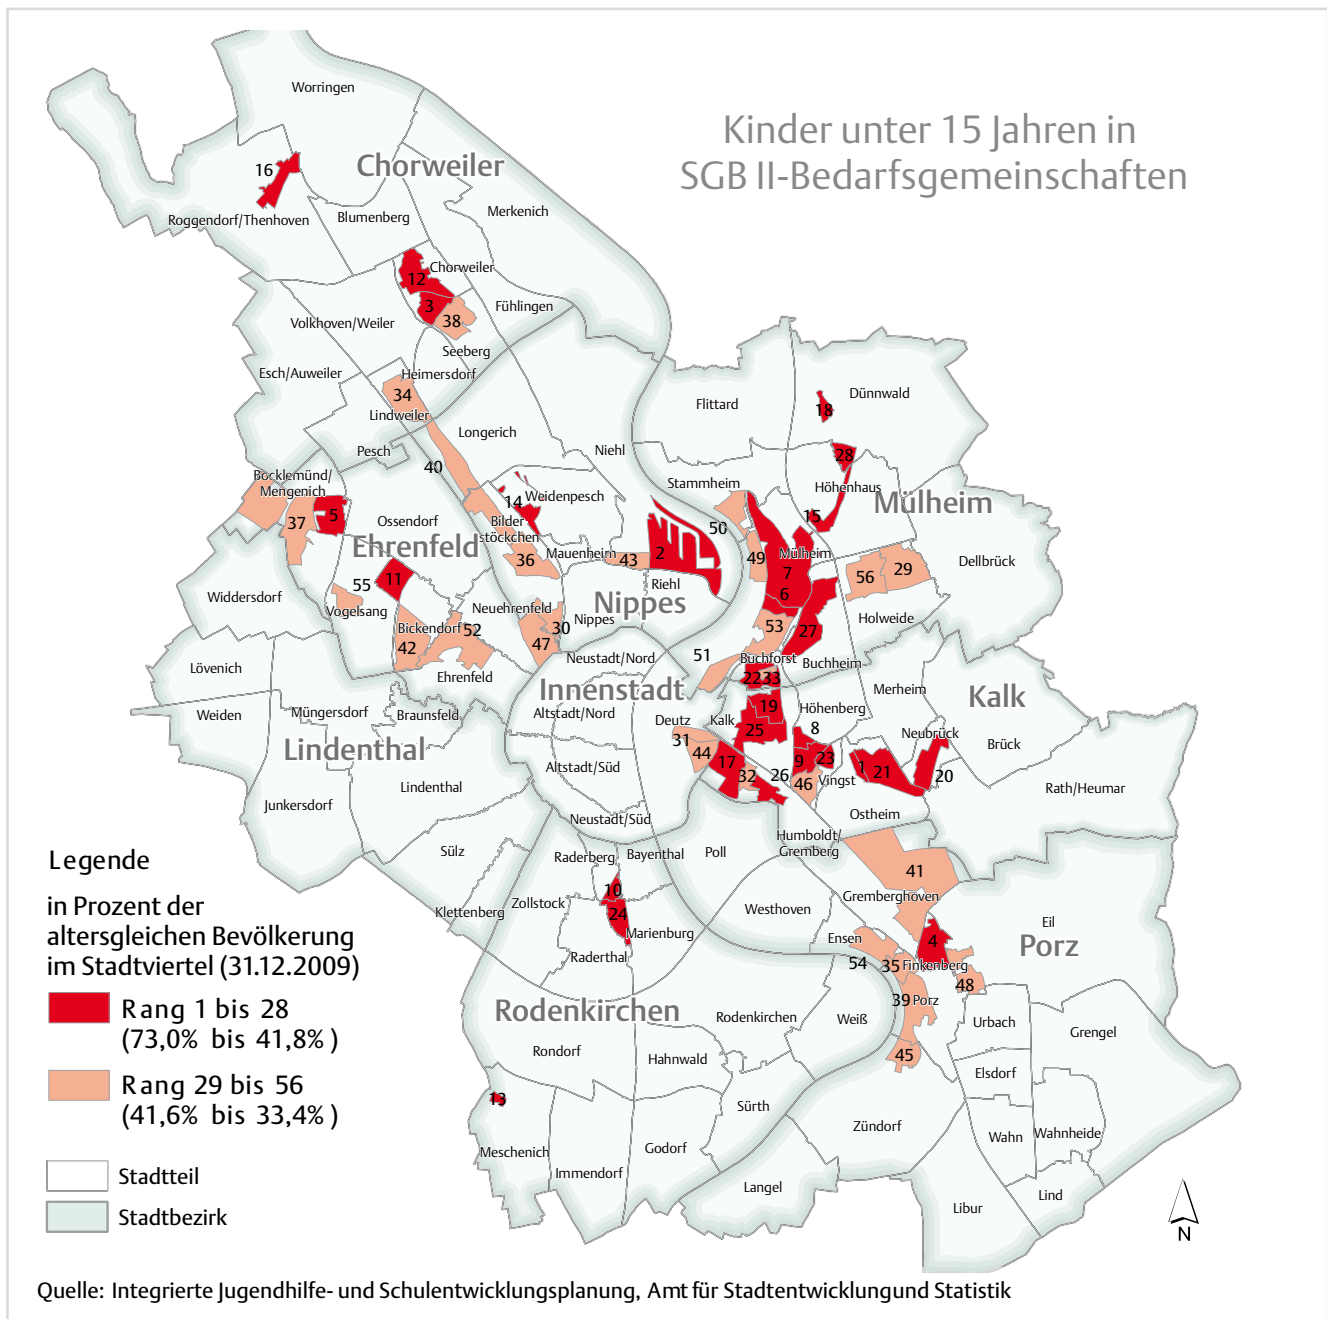 Kinder unter 15 Jahren in
SGB II-Bedarfsgemeinschaften
Worringen
16
Chorweiler
Roggendorf/Thenhoven
Blumenberg
Merkenich
12
Chorweiler
3
38
Fühlingen
Volkhoven/Weiler
Seeberg
Esch/Auweiler
Heimersdorf
34
Lindweiler
Flittard
Dünnwald
18
Longerich
Pesch
Niehl
40
28
Bocklemünd/
Mengenich
Stammheim
Höhenhaus
Mülheim
14
Weidenpesch
37
5
Ossendorf
Bilder-
stöckchen
50
15
Ehrenfeld
36
Mauenheim
43
2
49
Mülheim
7
6
Dellbrück
56
29
11
55
Riehl
Widdersdorf
Vogelsang
Neuehrenfeld
Nippes
Nippes
30
47
Holweide
Bickendorf
52
42
53
27
Lövenich
Ehrenfeld
Neustadt/Nord
51
Buchforst
Buchheim
22
33
Innenstadt
Merheim
Kalk
Weiden
Müngersdorf
Braunsfeld
Altstadt/Nord
Deutz
Kalk
19
Höhenberg
25
8
31
Neubrück
Brück
Lindenthal
44
17
32
26
9
23
46
Vingst
1
21
20
Altstadt/Süd
Lindenthal
Rath/Heumar
Junkersdorf
Neustadt/Süd
Ostheim
Humboldt/
Gremberg
Sülz
Raderberg
Bayenthal
Poll
41
Klettenberg
Zollstock
10
24
Marienburg
Raderthal
Westhoven
Gremberghoven
Eil
Porz
Ensen
54
35
Finkenberg
4
48
39
Porz
Rodenkirchen
Rodenkirchen
Weiß
Urbach
Grengel
45
Rondorf
Hahnwald
Elsdorf
13
Sürth
Zündorf
Wahn
Wahnheide
Meschenich
Immendorf
Godorf
Langel
Libur
Lind
N
Legende
in Prozent der
altersgleichen Bevölkerung
im Stadtviertel (31.12.2009)
Rang 1 bis 28
(73,0% bis 41,8%)
Rang 29 bis 56
(41,6% bis 33,4%)
Stadtteil
Stadtbezirk
Quelle: Integrierte Jugendhilfe- und Schulentwicklungsplanung, Amt für Stadtentwicklungund Statistik